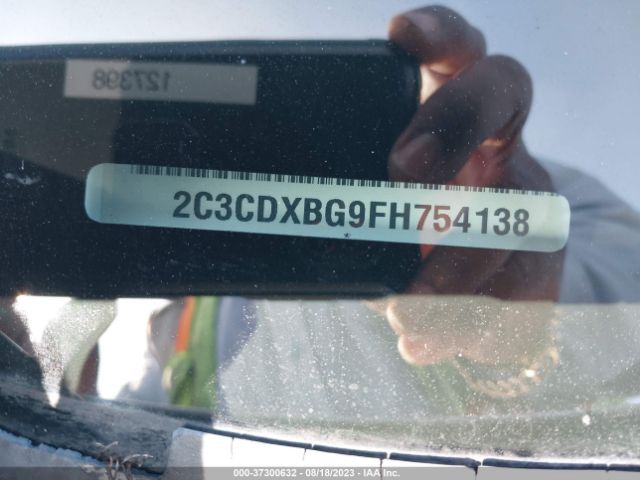 127398
2C3CDXBG9FH754138
*
000-37300632 - 08/18/2023 - IAA Inc.